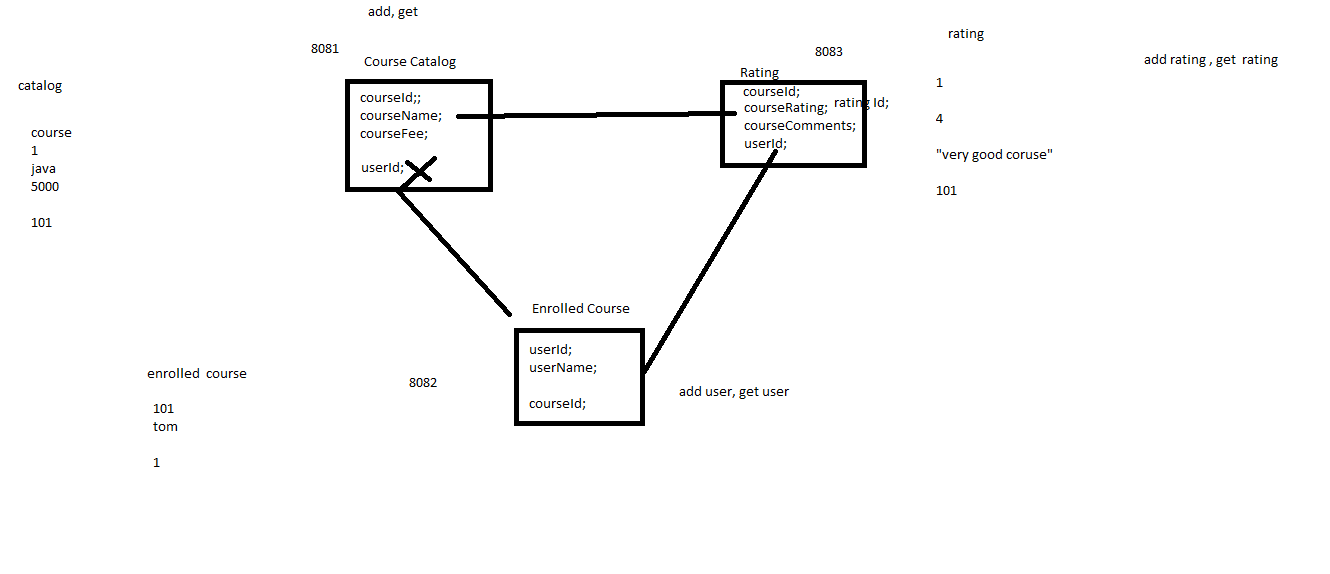 add, get
8081
Course Catalog
courseId;;
courseName;
courseFee;
userId;
catalog
course
1
java
5000
101
8083
Rating
courseId;
courseRating;
rating Id;
courseComments;
userId;
rating
1
4
"very good coruse"
101
add rating , get rating
Enrolled Course
userId;
userName;
courseId;
8082
add user, get user
enrolled course
101
tom
1